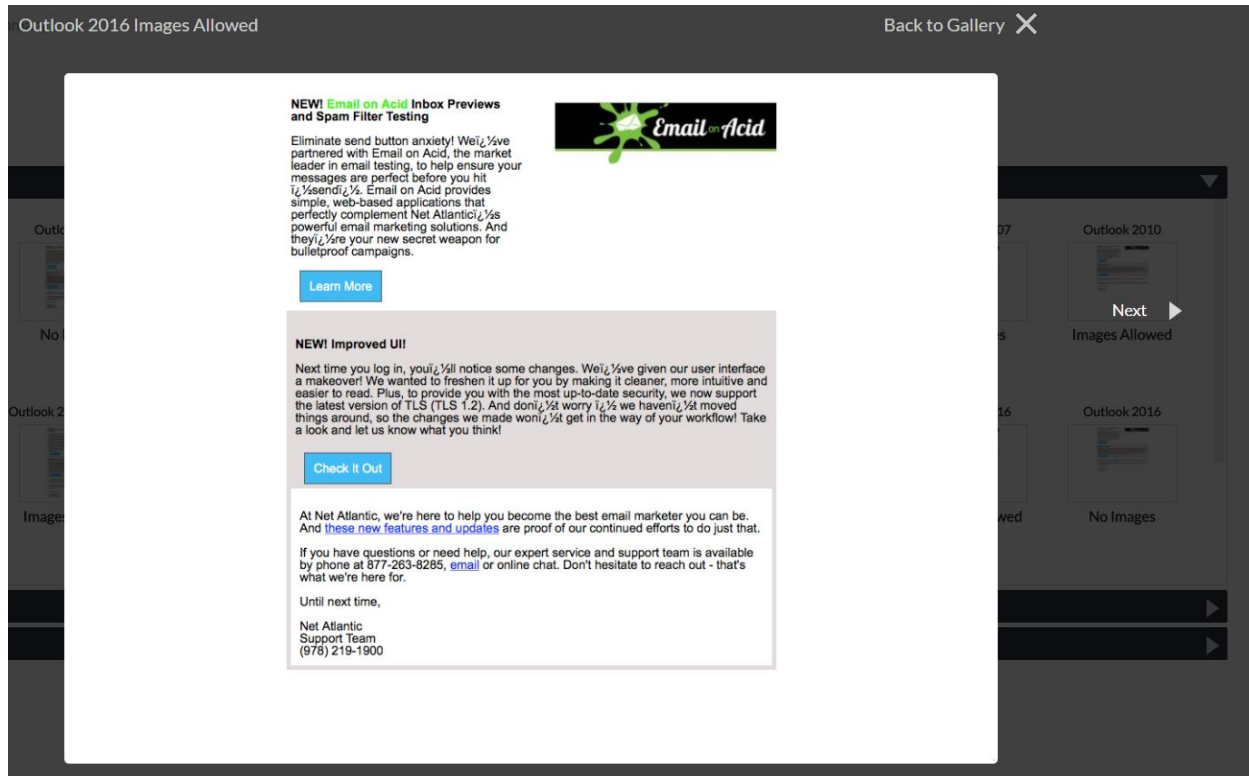 Outlook 2016 Images Allowed
Back to Gallery
NEW! Email on Acid Inbox Previews
and Spam Filter Testing
Email on Acid
Eliminate send button anxiety! Weï¿½ve
partnered with Email on Acid, the market
leader in email testing, to help ensure your
messages are perfect before you hit
ï¿½sendï¿½. Email on Acid provides
simple, web-based applications that
perfectly complement Net Atlanticï¿½s
powerful email marketing solutions. And
theyï¿½re your new secret weapon for
bulletproof campaigns.
Learn More
NEW! Improved UI!
Next time you log in, youï¿½ll notice some changes. Weï¿½ve given our user interface
a makeover! We wanted to freshen it up for you by making it cleaner, more intuitive and
easier to read. Plus, to provide you with the most up-to-date security, we now support
the latest version of TLS (TLS 1.2). And donï¿½t worry ï¿½ we havenï¿½t moved
things around, so the changes we made wonï¿½t get in the way of your workflow! Take
a look and let us know what you think!
Check It Out
At Net Atlantic, we're here to help you become the best email marketer you can be.
And these new features and updates are proof of our continued efforts to do just that.
If you have questions or need help, our expert service and support team is available
by phone at 877-263-8285, email or online chat. Don't hesitate to reach out - that's
what we're here for.
Until next time,
Net Atlantic
Support Team
(978) 219-1900
Outlook 2010
Next
Images Allowed
Outlook 2016
No Images